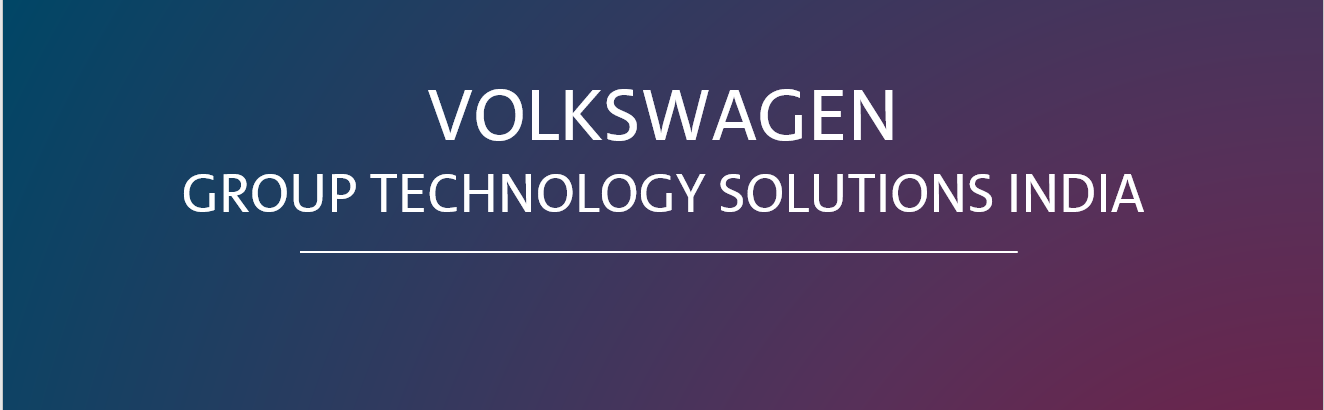 VOLKSWAGEN
GROUP TECHNOLOGY SOLUTIONS INDIA